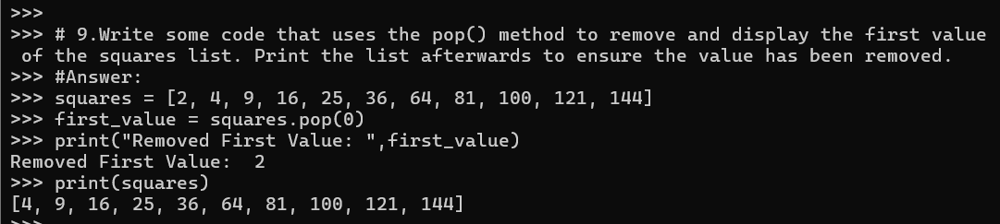 >>>
>>> # 9.Write some code that uses the pop() method to remove and display the first value
 of the squares list. Print the list afterwards to ensure the value has been removed.
>>> #Answer:
>>> squares = [2, 4, 9, 16, 25, 36, 64, 81, 100, 121, 144]
>>> first_value = squares.pop(0)
>>> print("Removed First Value: ",first_value)
Removed First Value:  2
>>> print(squares)
[4, 9, 16, 25, 36, 64, 81, 100, 121, 144]
>>>